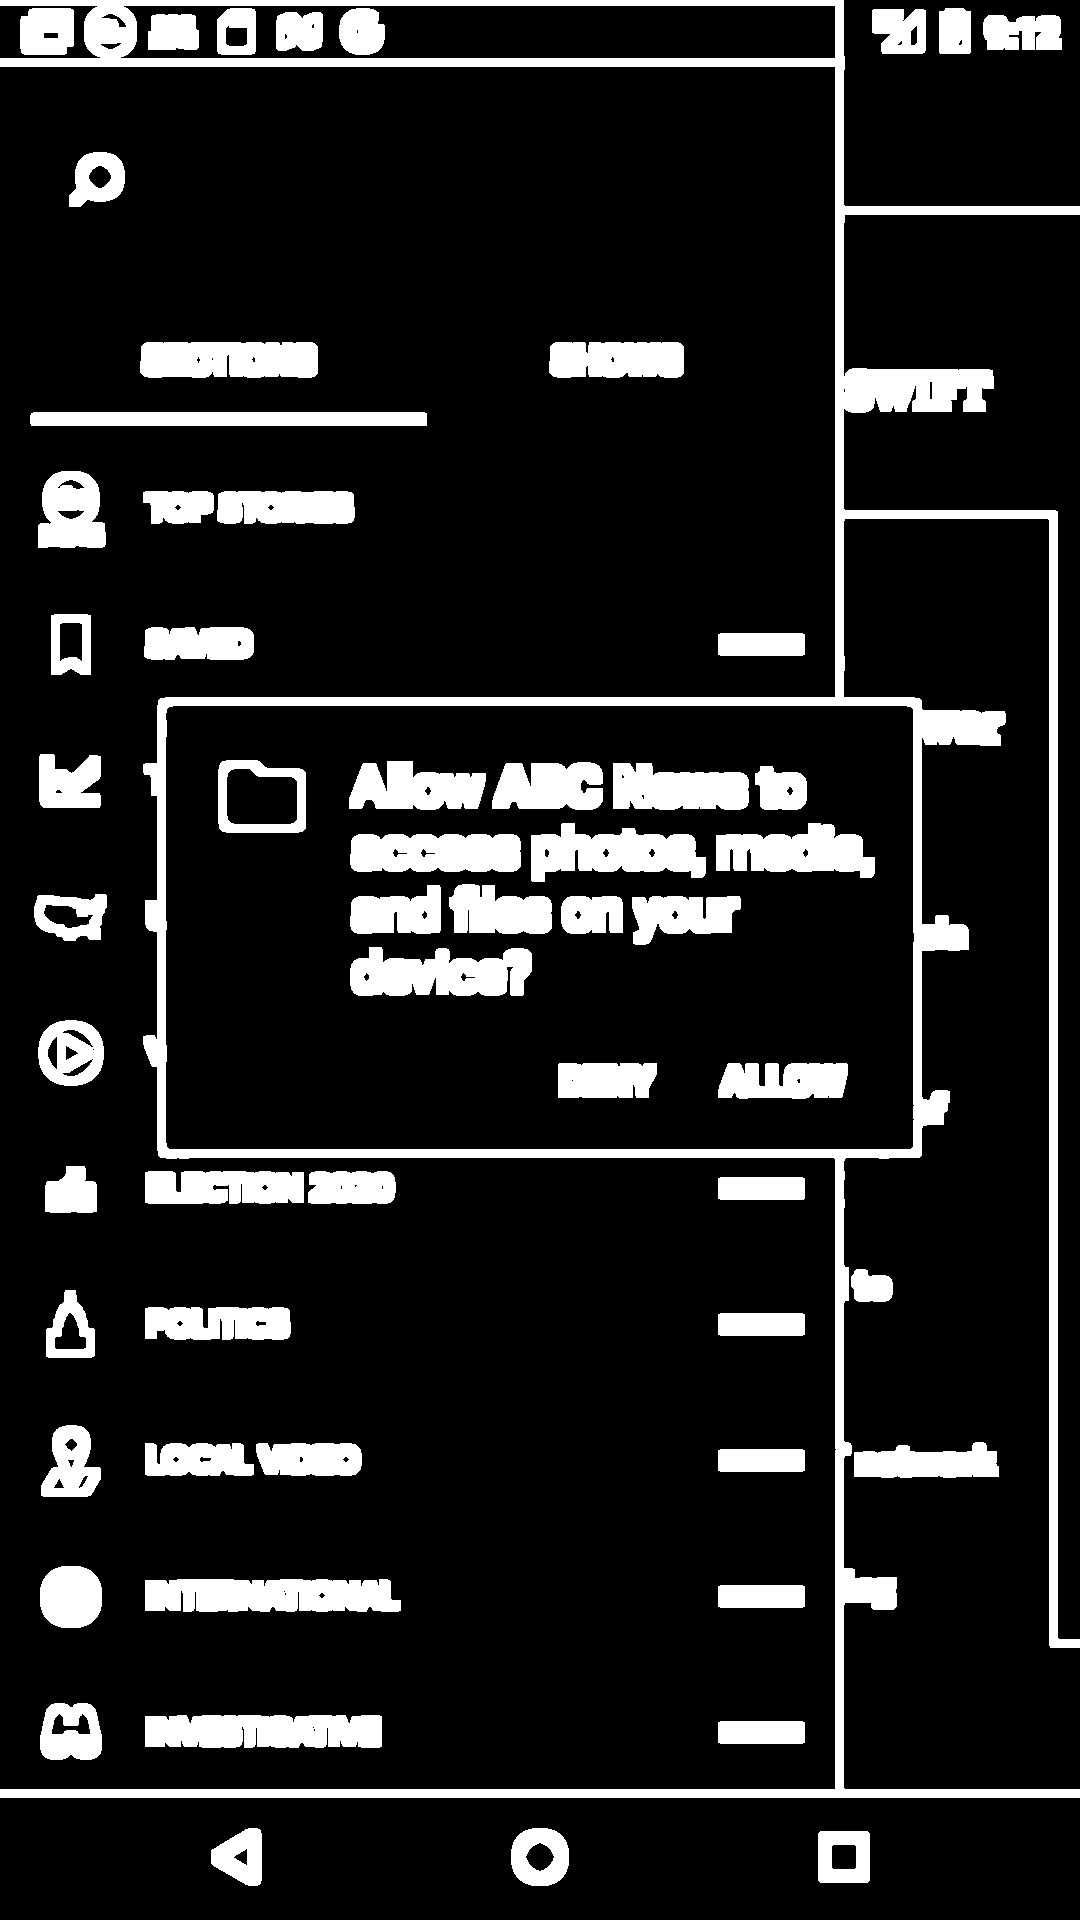 9:12
SECTIONS
SHOWS
SWIFT
TOP STORIES
SAVED
Allow ABC News to
access photos, media,
and files on your
device?
DENY
ALLOW
ELECTION 2020
to
POLITICS
LOCAL VIDEO
network
INTERNATIONAL
INVESTIGATIVE